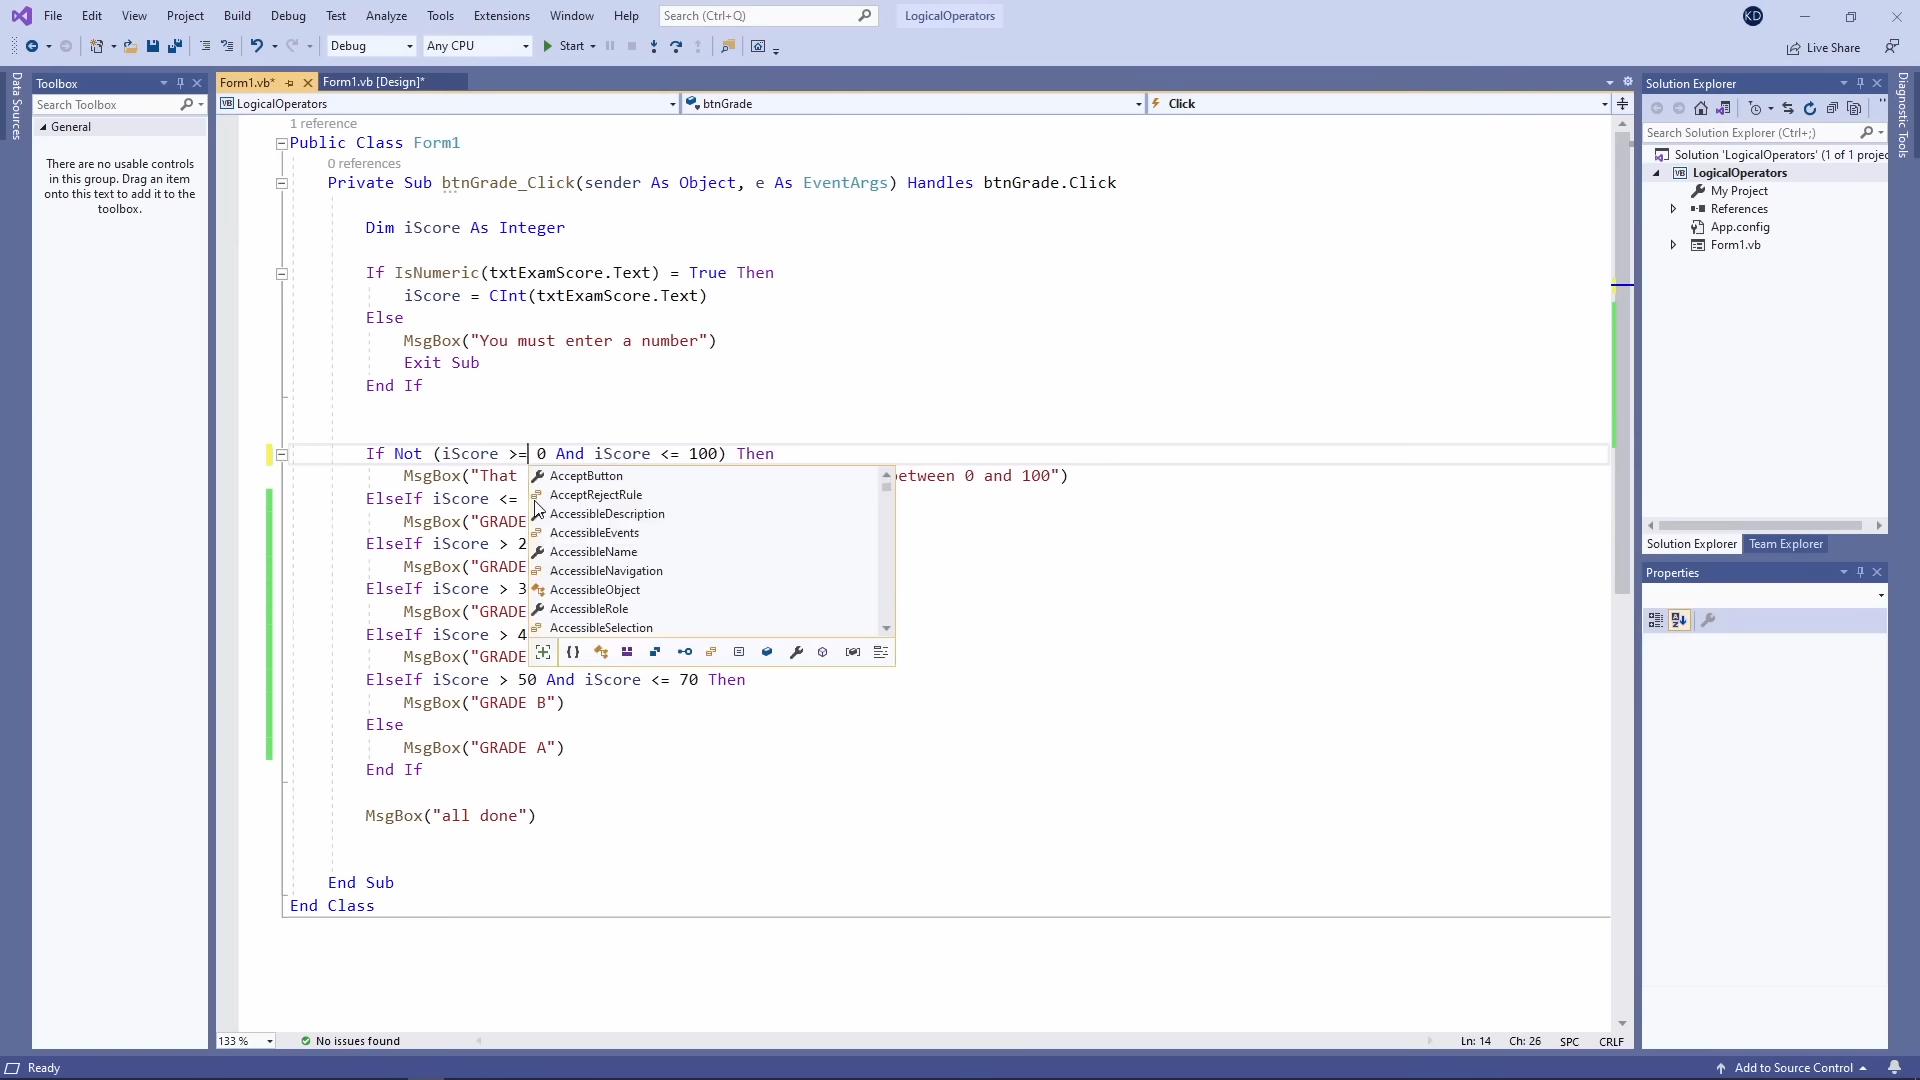 File Edit View Project Build Debug Test Analyze Tools Extensions Window Help Search (Ctrl+Q) LogicalOperators KD
Debug Any CPU Start Live Share
Data Sources
Toolbox
Search Toolbox
General
There are no usable controls
in this group. Drag an item
onto this text to add it to the
toolbox.
Form1.vb* Form1.vb [Design]*
LogicalOperators btnGrade Click
1 reference
Public Class Form1
0 references
Private Sub btnGrade_Click(sender As Object, e As EventArgs) Handles btnGrade.Click
Dim iScore As Integer
If IsNumeric(txtExamScore.Text) = True Then
iScore = CInt(txtExamScore.Text)
Else
MsgBox("You must enter a number")
Exit Sub
End If
If Not (iScore >= 0 And iScore <= 100) Then
MsgBox("That etween 0 and 100")
ElseIf iScore <=
MsgBox("GRADE
ElseIf iScore > 2
MsgBox("GRADE
ElseIf iScore > 3
MsgBox("GRADE
ElseIf iScore > 4
MsgBox("GRADE
AcceptButton
AcceptRejectRule
AccessibleDescription
AccessibleEvents
AccessibleName
AccessibleNavigation
AccessibleObject
AccessibleRole
AccessibleSelection
ElseIf iScore > 50 And iScore <= 70 Then
MsgBox("GRADE B")
Else
MsgBox("GRADE A")
End If
MsgBox("all done")
End Sub
End Class
133 % No issues found Ln: 14 Ch: 26 SPC CRLF
Solution Explorer
Search Solution Explorer (Ctrl+;)
Solution 'LogicalOperators' (1 of 1 projec
VB LogicalOperators
My Project
References
App.config
Form1.vb
Solution Explorer Team Explorer
Properties
Diagnostic Tools
Ready Add to Source Control